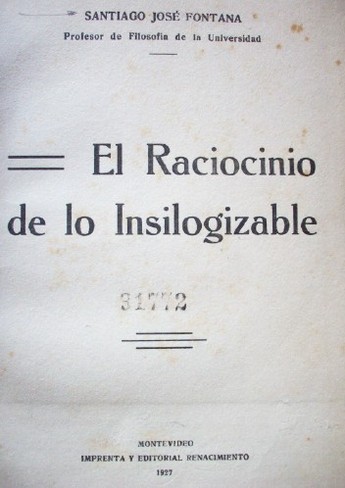 SANTIAGO JOSÉ FONTANA
Profesor de Filosofía de la Universidad
El Raciocinio
de lo Insilogizable
31772
MONTEVIDEO
IMPRENTA Y EDITORIAL RENACIMIENTO
1927